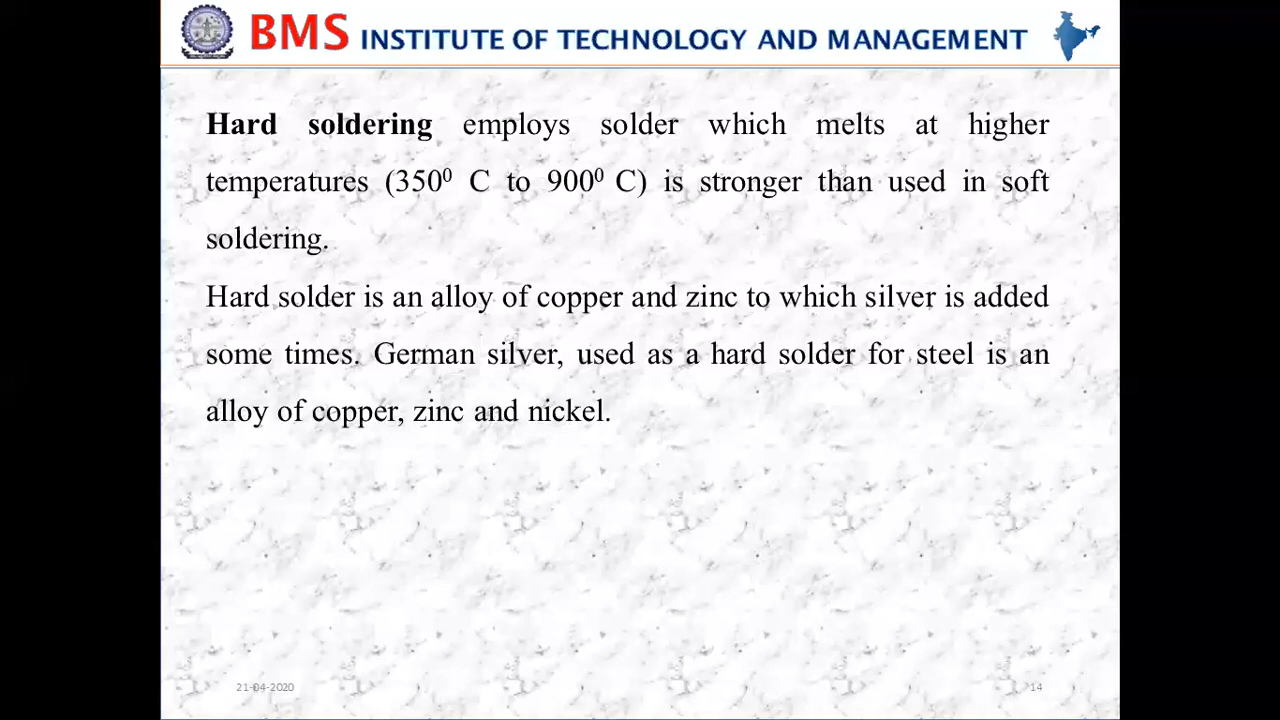 BMS INSTITUTE OF TECHNOLOGY AND MANAGEMENT
Hard soldering employs solder which melts at higher
temperatures (350⁰ C to 900⁰ C) is stronger than used in soft
soldering.
Hard solder is an alloy of copper and zinc to which silver is added
some times. German silver, used as a hard solder for steel is an
alloy of copper, zinc and nickel.
21-04-2020
14